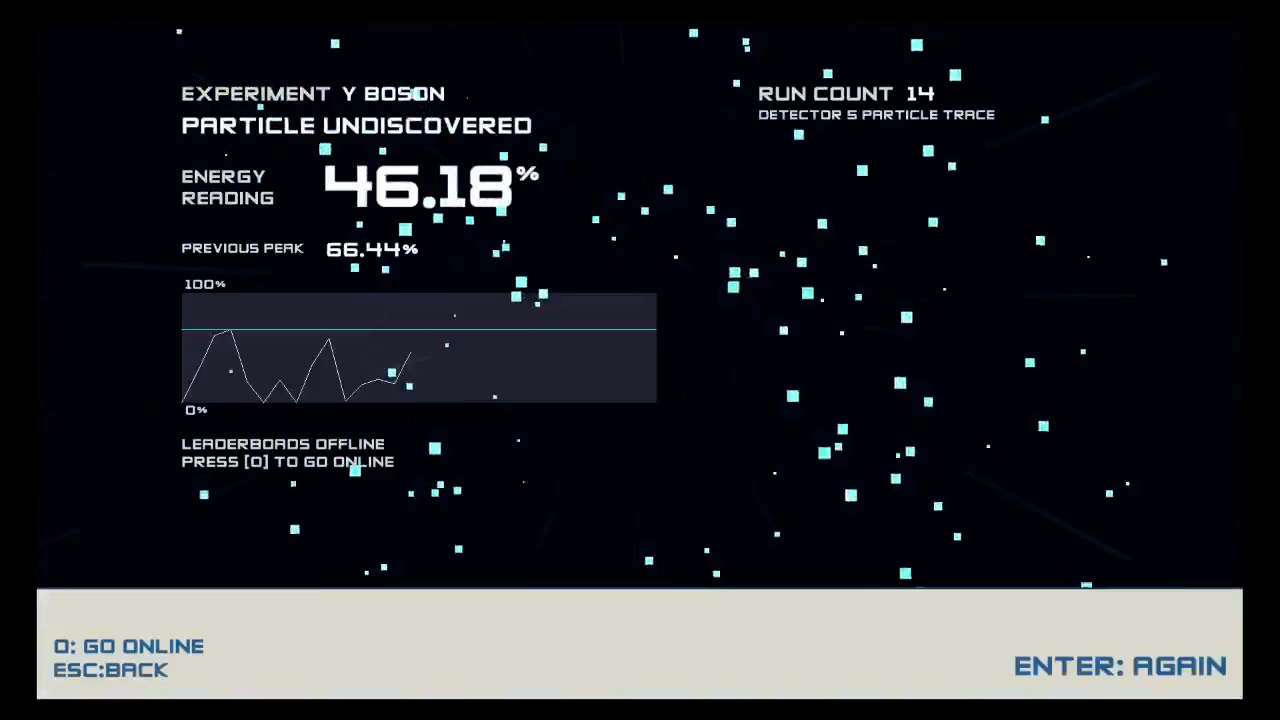 EXPERIMENT Y BOSON
PARTICLE UNDISCOVERED
ENERGY READING 46.18%
PREVIOUS PEAK 66.44%
100%
0%
LEADERBOADS OFFLINE
PRESS [O] TO GO ONLINE
RUN COUNT 14
DETECTOR 5 PARTICLE TRACE
O: GO ONLINE
ESC:BACK
ENTER: AGAIN